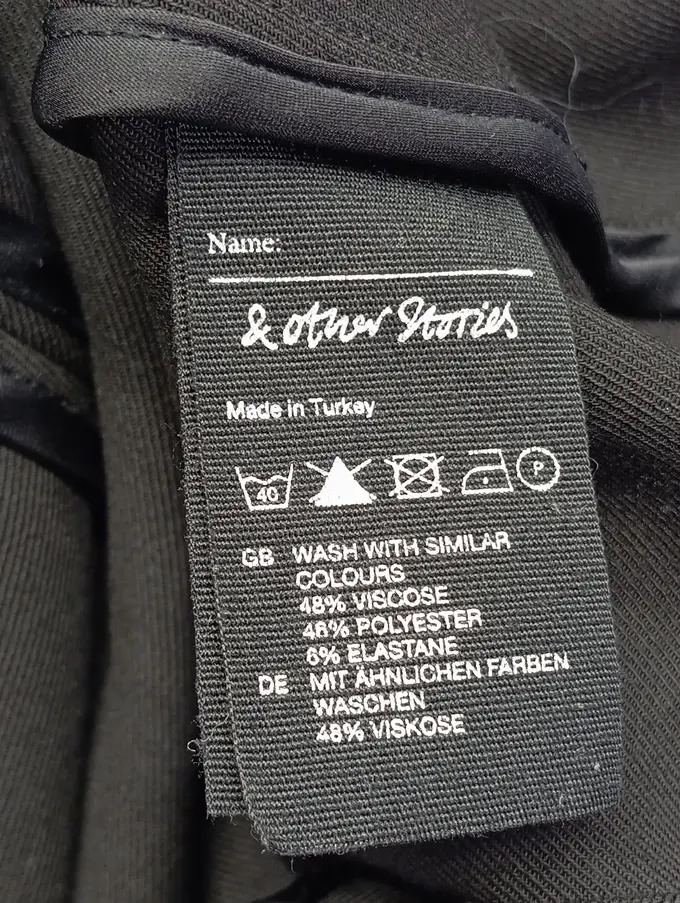 Name:
& other Stories
Made in Turkey
40
P
GB WASH WITH SIMILAR
COLOURS
48% VISCOSE
46% POLYESTER
6% ELASTANE
DE MIT ÄHNLICHEN FARBEN
WASCHEN
48% VISKOSE